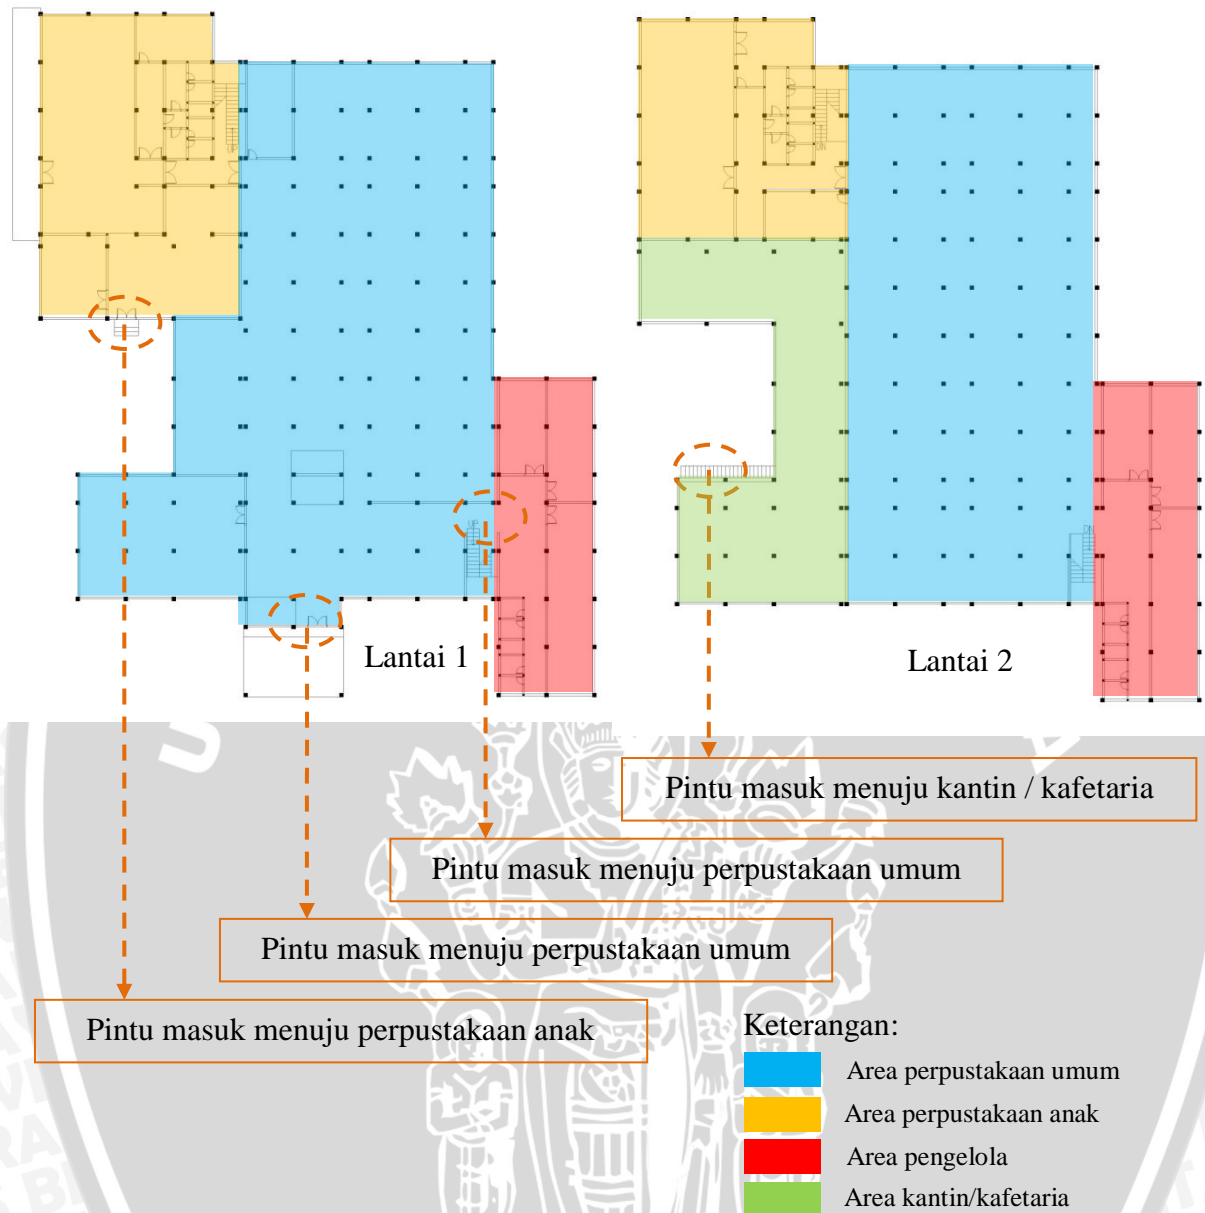 Lantai 1
Lantai 2
Pintu masuk menuju kantin / kafetaria
Pintu masuk menuju perpustakaan umum
Pintu masuk menuju perpustakaan umum
Pintu masuk menuju perpustakaan anak
Keterangan:
Area perpustakaan umum
Area perpustakaan anak
Area pengelola
Area kantin/kafetaria